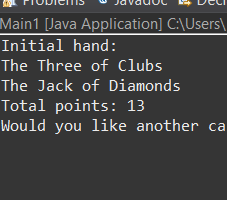 Problems Javadoc
Main1 [Java Application] C:\Users\
Initial hand:
The Three of Clubs
The Jack of Diamonds
Total points: 13
Would you like another ca